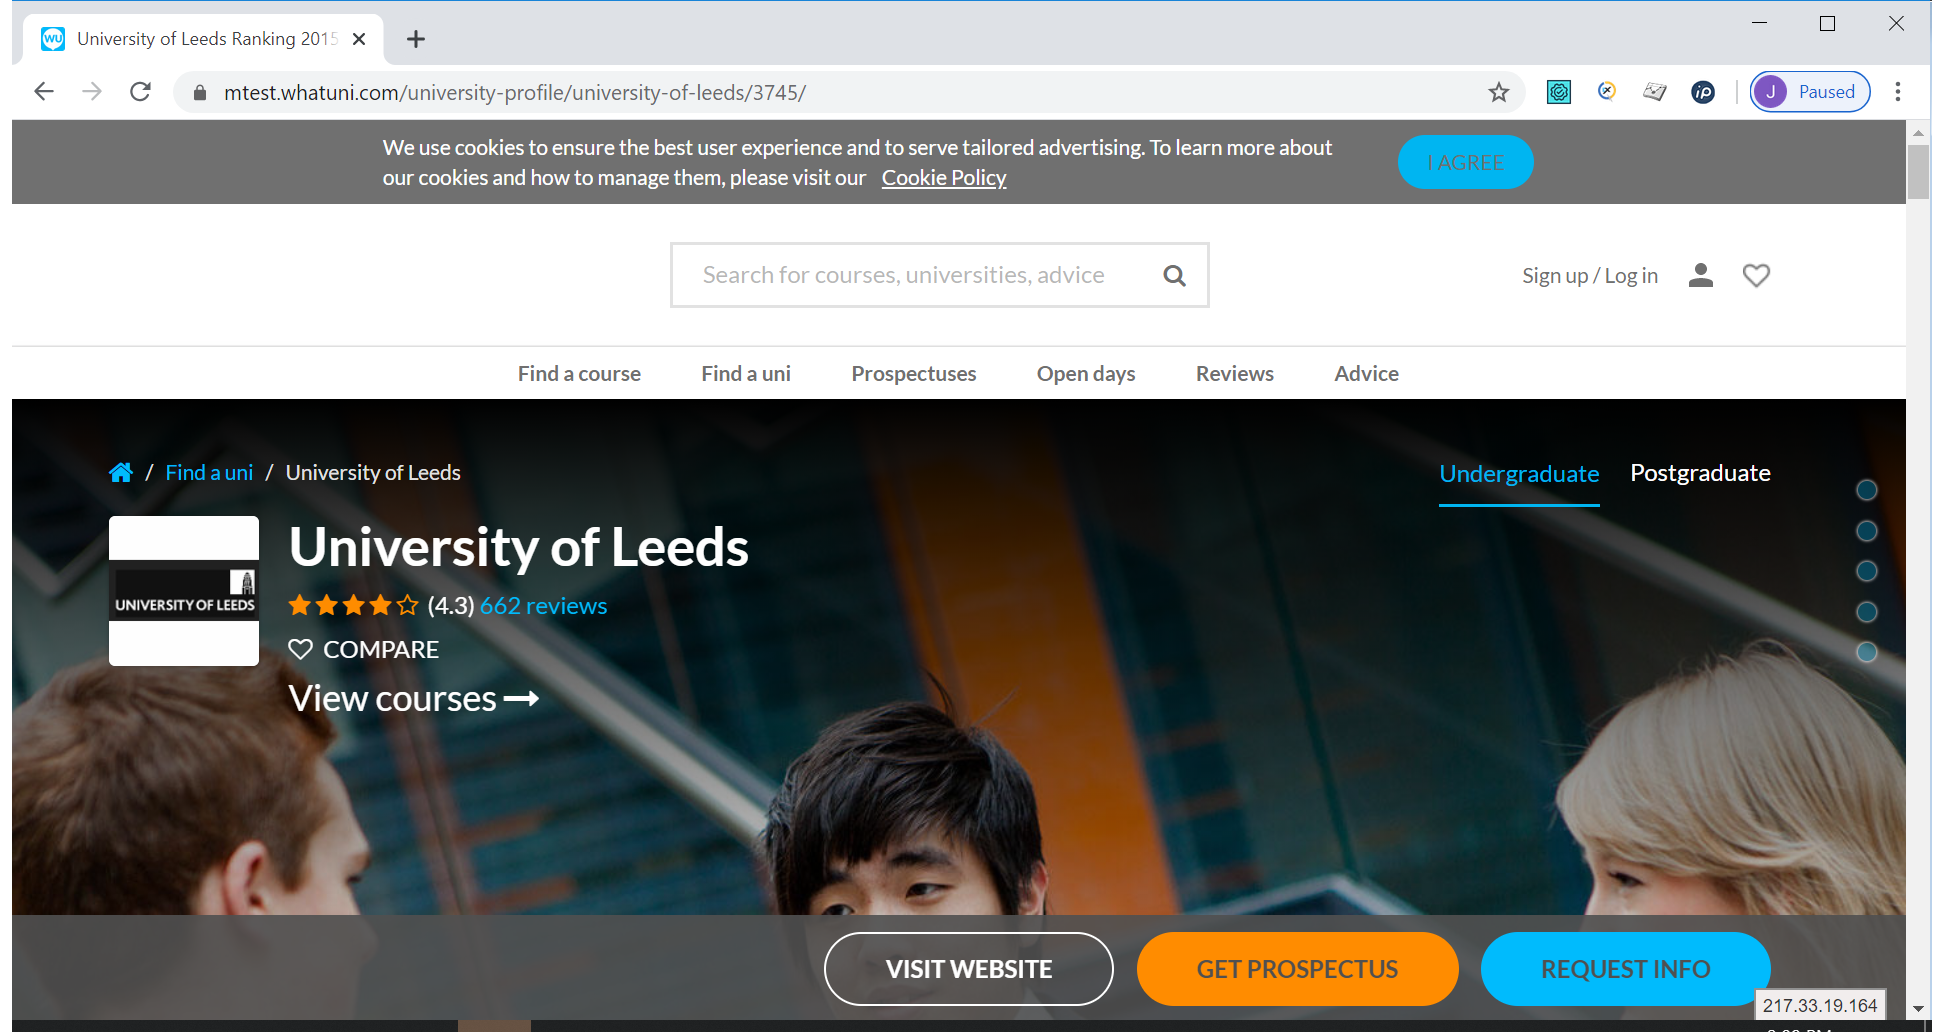 University of Leeds Ranking 2015
mtest.whatuni.com/university-profile/university-of-leeds/3745/
J Paused
We use cookies to ensure the best user experience and to serve tailored advertising. To learn more about
our cookies and how to manage them, please visit our Cookie Policy
I AGREE
Search for courses, universities, advice
Sign up / Log in
Find a course Find a uni Prospectuses Open days Reviews Advice
/ Find a uni / University of Leeds
Undergraduate Postgraduate
UNIVERSITY OF LEEDS
University of Leeds
(4.3) 662 reviews
COMPARE
View courses
VISIT WEBSITE GET PROSPECTUS REQUEST INFO
217.33.19.164